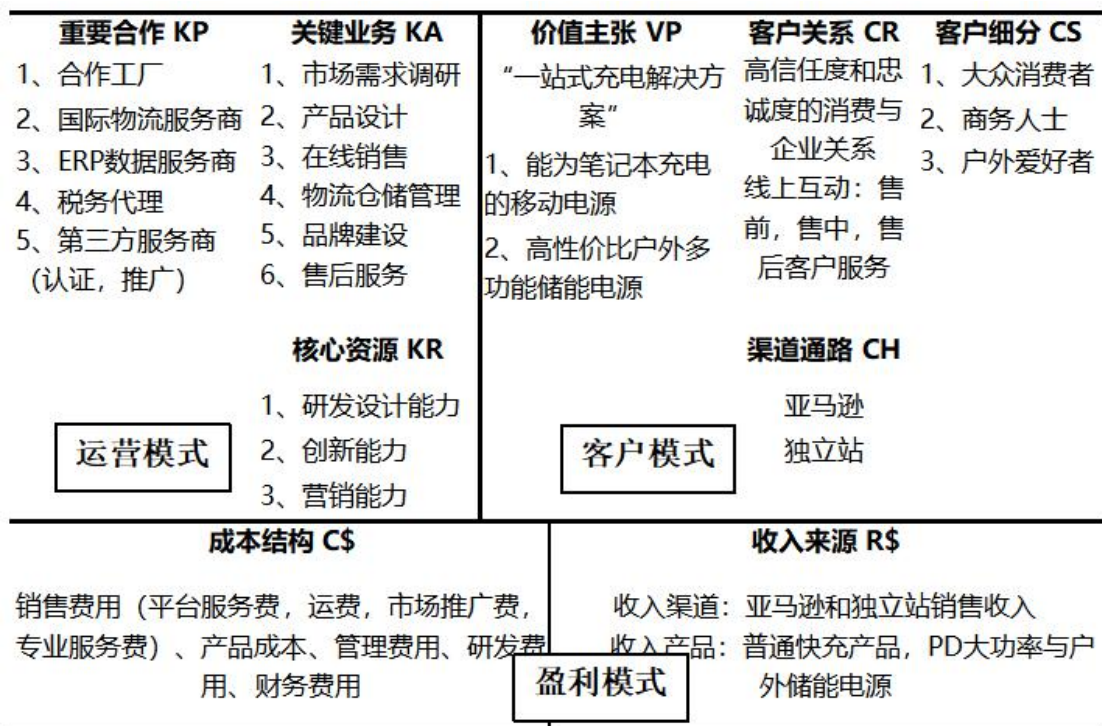 重要合作 KP
1、合作工厂
2、国际物流服务商
3、ERP数据服务商
4、税务代理
5、第三方服务商
（认证，推广）
关键业务 KA
1、市场需求调研
2、产品设计
3、在线销售
4、物流仓储管理
5、品牌建设
6、售后服务
核心资源 KR
1、研发设计能力
2、创新能力
3、营销能力
运营模式
价值主张 VP
“一站式充电解决方
案”
1、能为笔记本充电
的移动电源
2、高性价比户外多
功能储能电源
客户关系 CR
高信任度和忠
诚度的消费与
企业关系
线上互动：售
前，售中，售
后客户服务
客户细分 CS
1、大众消费者
2、商务人士
3、户外爱好者
渠道通路 CH
亚马逊
独立站
客户模式
成本结构 C$
销售费用（平台服务费，运费，市场推广费，
专业服务费）、产品成本、管理费用、研发费
用、财务费用
收入来源 R$
收入渠道：亚马逊和独立站销售收入
收入产品：普通快充产品，PD大功率与户
外储能电源
盈利模式